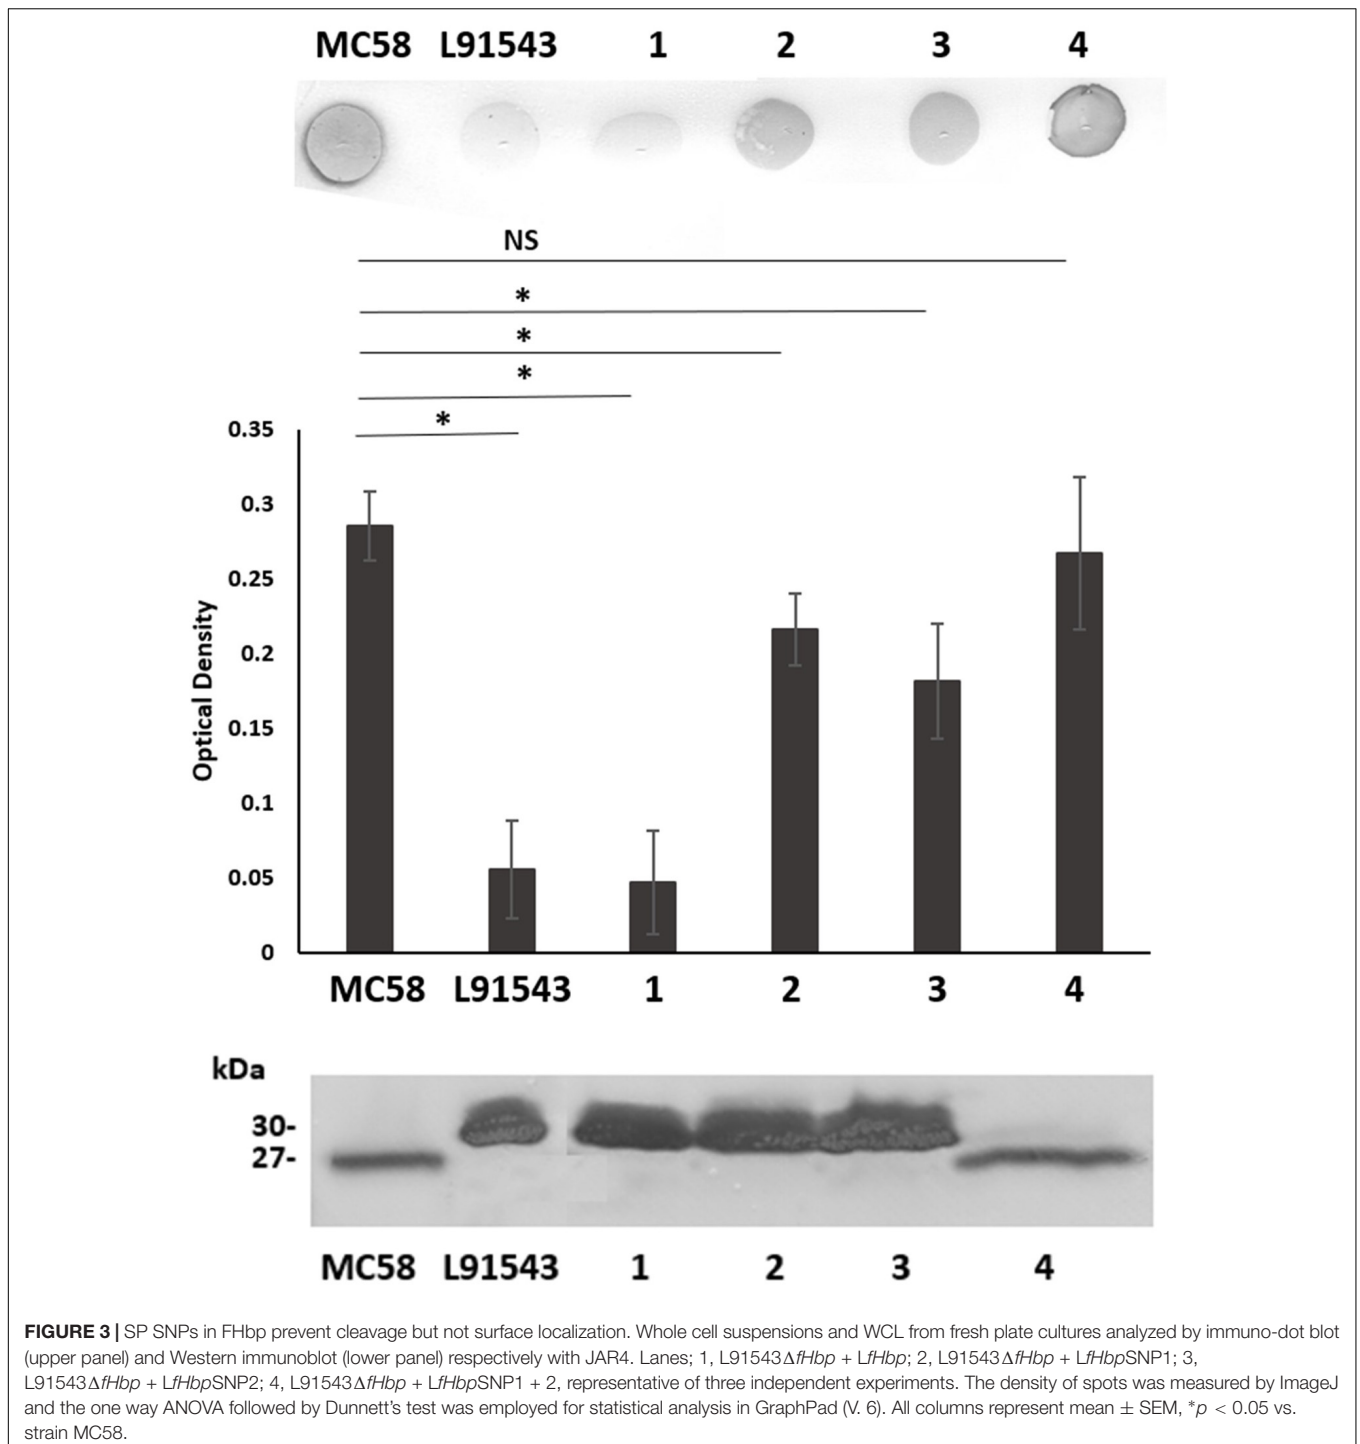 MC58 L91543 1 2 3 4
NS
*
*
*
*
0.35
0.3
0.25
0.2
0.15
0.1
0.05
0
Optical Density
MC58 L91543 1 2 3 4
kDa
30-
27-
MC58 L91543 1 2 3 4
FIGURE 3 | SP SNPs in FHbp prevent cleavage but not surface localization. Whole cell suspensions and WCL from fresh plate cultures analyzed by immuno-dot blot
(upper panel) and Western immunoblot (lower panel) respectively with JAR4. Lanes; 1, L91543ΔfHbp + LfHbp; 2, L91543ΔfHbp + LfHbpSNP1; 3,
L91543ΔfHbp + LfHbpSNP2; 4, L91543ΔfHbp + LfHbpSNP1 + 2, representative of three independent experiments. The density of spots was measured by ImageJ
and the one way ANOVA followed by Dunnett's test was employed for statistical analysis in GraphPad (V. 6). All columns represent mean ± SEM, *p < 0.05 vs.
strain MC58.